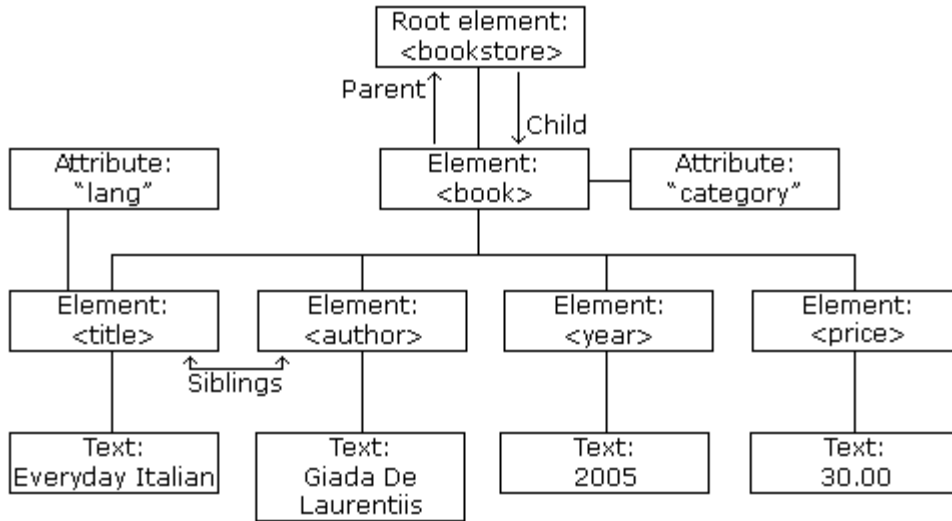 Root element:
<bookstore>
Parent
Child
Attribute:
“lang”
Element:
<book>
Attribute:
“category”
Element:
<title>
Element:
<author>
Element:
<year>
Element:
<price>
Siblings
Text:
Everyday Italian
Text:
Giada De
Laurentiis
Text:
2005
Text:
30.00